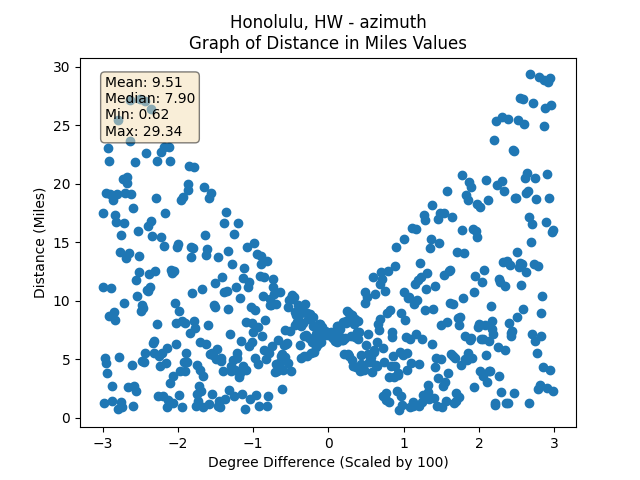 Honolulu, HW - azimuth
Graph of Distance in Miles Values
Mean: 9.51
Median: 7.90
Min: 0.62
Max: 29.34
Distance (Miles)
30
25
20
15
10
5
0
−3
−2
−1
0
1
2
3
Degree Difference (Scaled by 100)